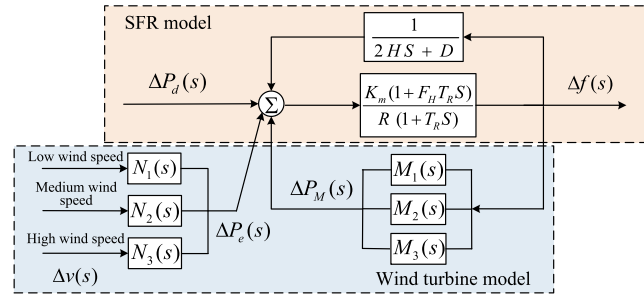 SFR model
1
2HS + D
ΔP_d(s)
Σ
K_m(1+F_H T_R S)
R (1+T_R S)
Δf(s)
Low wind speed
N_1(s)
Medium wind
speed
N_2(s)
High wind speed
N_3(s)
Δv(s)
ΔP_e(s)
ΔP_M(s)
M_1(s)
M_2(s)
M_3(s)
Wind turbine model